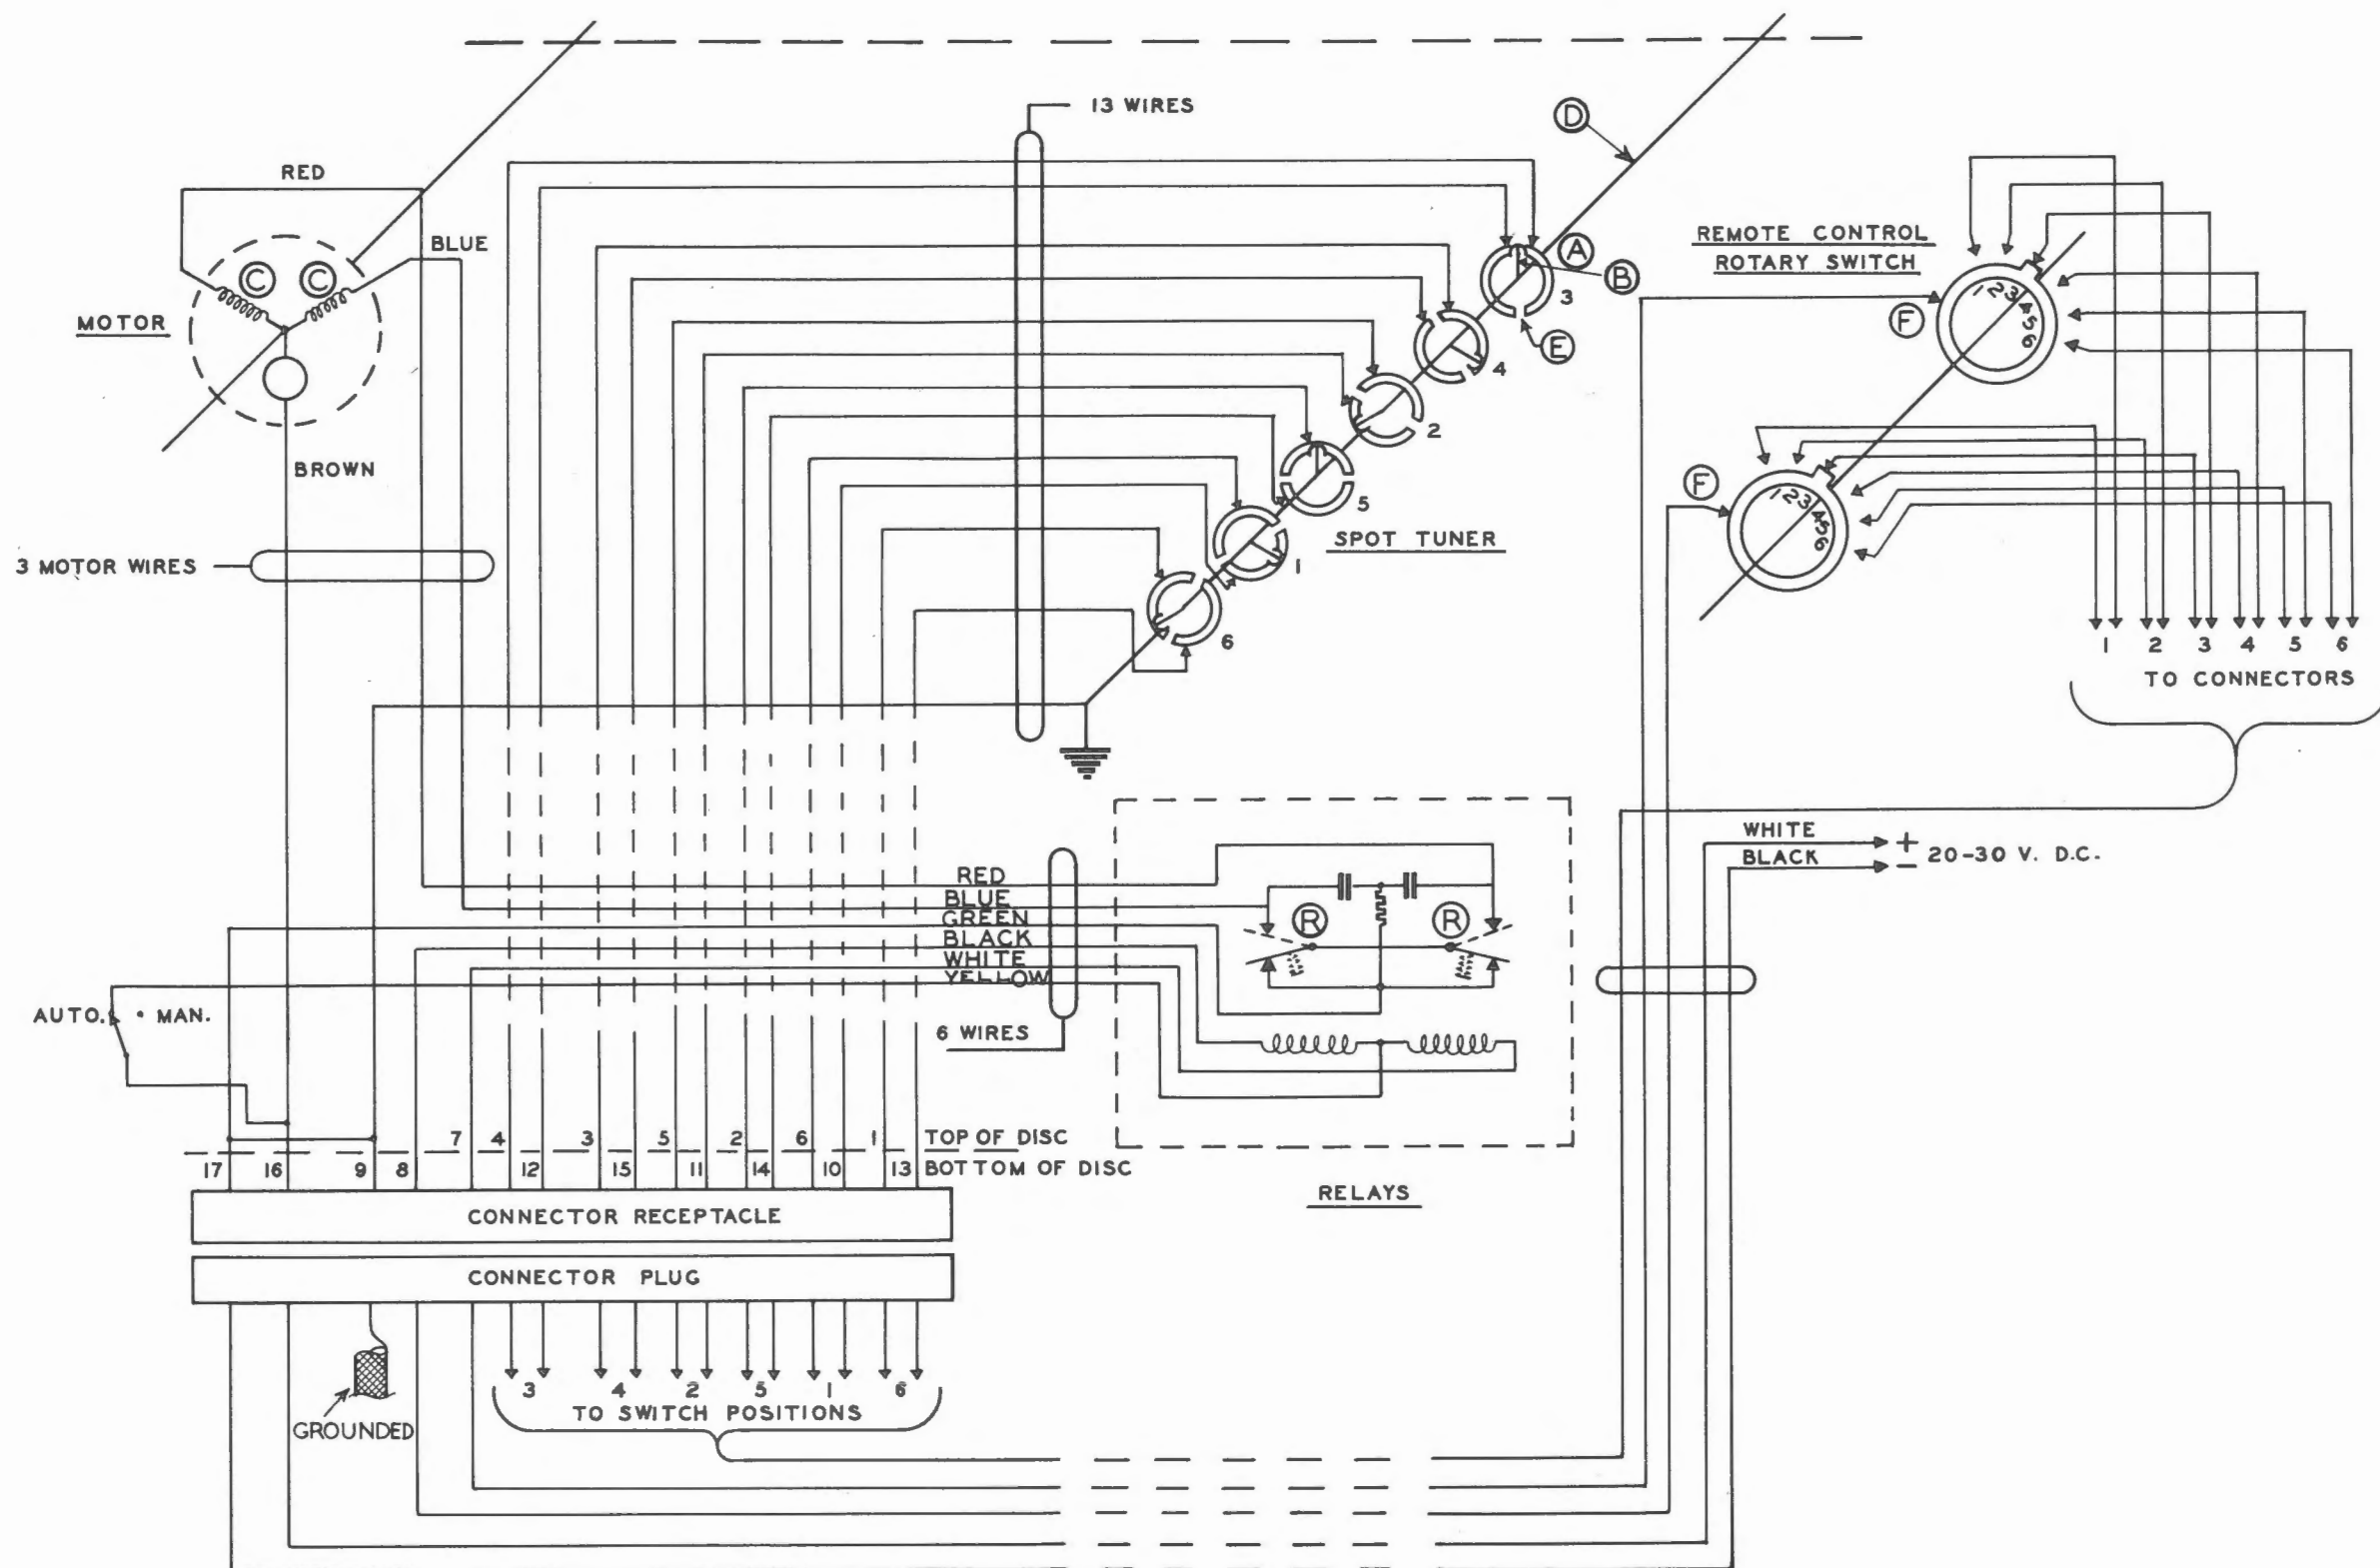 13 WIRES
D
RED
C C
BLUE
MOTOR
BROWN
3 MOTOR WIRES
A
B
3
E
4
2
5
SPOT TUNER
1
6
REMOTE CONTROL
ROTARY SWITCH
F
1 2 3 4 5 6
F
1 2 3 4 5 6
1 2 3 4 5 6
TO CONNECTORS
WHITE +
BLACK −
20-30 V. D.C.
RED
BLUE
GREEN
BLACK
WHITE
YELLOW
R R
AUTO. MAN.
6 WIRES
7 4 3 5 2 6 1 TOP OF DISC
17 16 9 8 12 15 11 14 10 13 BOTTOM OF DISC
RELAYS
CONNECTOR RECEPTACLE
CONNECTOR PLUG
3 4 2 5 1 6
TO SWITCH POSITIONS
GROUNDED